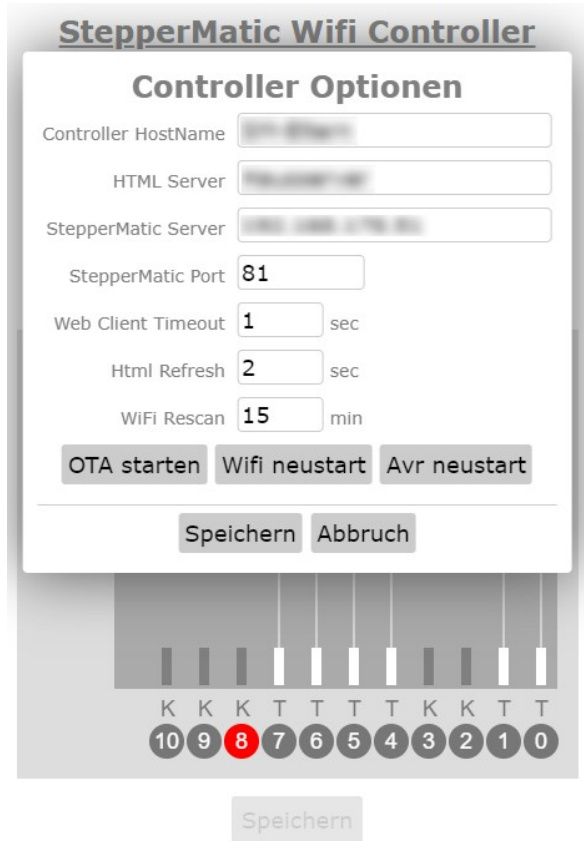 StepperMatic Wifi Controller
Controller Optionen
Controller HostName
HTML Server
StepperMatic Server
StepperMatic Port 81
Web Client Timeout 1 sec
Html Refresh 2 sec
WiFi Rescan 15 min
OTA starten Wifi neustart Avr neustart
Speichern Abbruch
K K K T T T T K K T T
10 9 8 7 6 5 4 3 2 1 0
Speichern